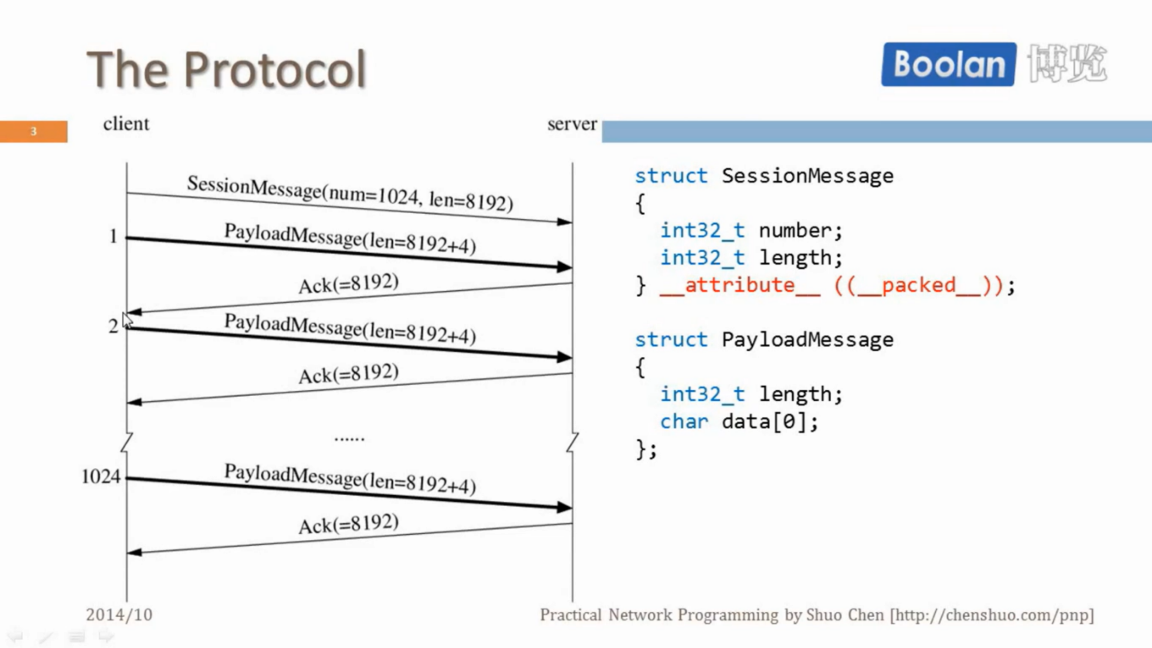 The Protocol
Boolan 博览
3
client
server
SessionMessage(num=1024, len=8192)
1
PayloadMessage(len=8192+4)
Ack(=8192)
2
PayloadMessage(len=8192+4)
Ack(=8192)
......
1024
PayloadMessage(len=8192+4)
Ack(=8192)
struct SessionMessage
{
int32_t number;
int32_t length;
} __attribute__ ((__packed__));
struct PayloadMessage
{
int32_t length;
char data[0];
};
2014/10
Practical Network Programming by Shuo Chen [http://chenshuo.com/pnp]